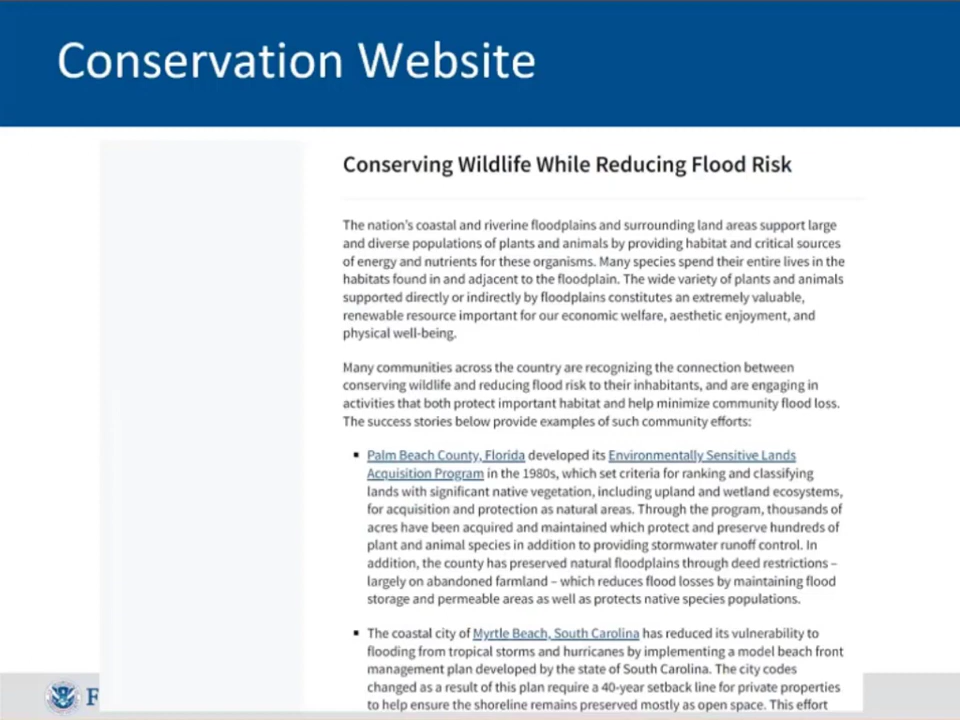 Conservation Website
Conserving Wildlife While Reducing Flood Risk
The nation's coastal and riverine floodplains and surrounding land areas support large
and diverse populations of plants and animals by providing habitat and critical sources
of energy and nutrients for these organisms. Many species spend their entire lives in the
habitats found in and adjacent to the floodplain. The wide variety of plants and animals
supported directly or indirectly by floodplains constitutes an extremely valuable,
renewable resource important for our economic welfare, aesthetic enjoyment, and
physical well-being.
Many communities across the country are recognizing the connection between
conserving wildlife and reducing flood risk to their inhabitants, and are engaging in
activities that both protect important habitat and help minimize community flood loss.
The success stories below provide examples of such community efforts:
▪ Palm Beach County, Florida developed its Environmentally Sensitive Lands
Acquisition Program in the 1980s, which set criteria for ranking and classifying
lands with significant native vegetation, including upland and wetland ecosystems,
for acquisition and protection as natural areas. Through the program, thousands of
acres have been acquired and maintained which protect and preserve hundreds of
plant and animal species in addition to providing stormwater runoff control. In
addition, the county has preserved natural floodplains through deed restrictions –
largely on abandoned farmland – which reduces flood losses by maintaining flood
storage and permeable areas as well as protects native species populations.
▪ The coastal city of Myrtle Beach, South Carolina has reduced its vulnerability to
flooding from tropical storms and hurricanes by implementing a model beach front
management plan developed by the state of South Carolina. The city codes
changed as a result of this plan require a 40-year setback line for private properties
to help ensure the shoreline remains preserved mostly as open space. This effort
F